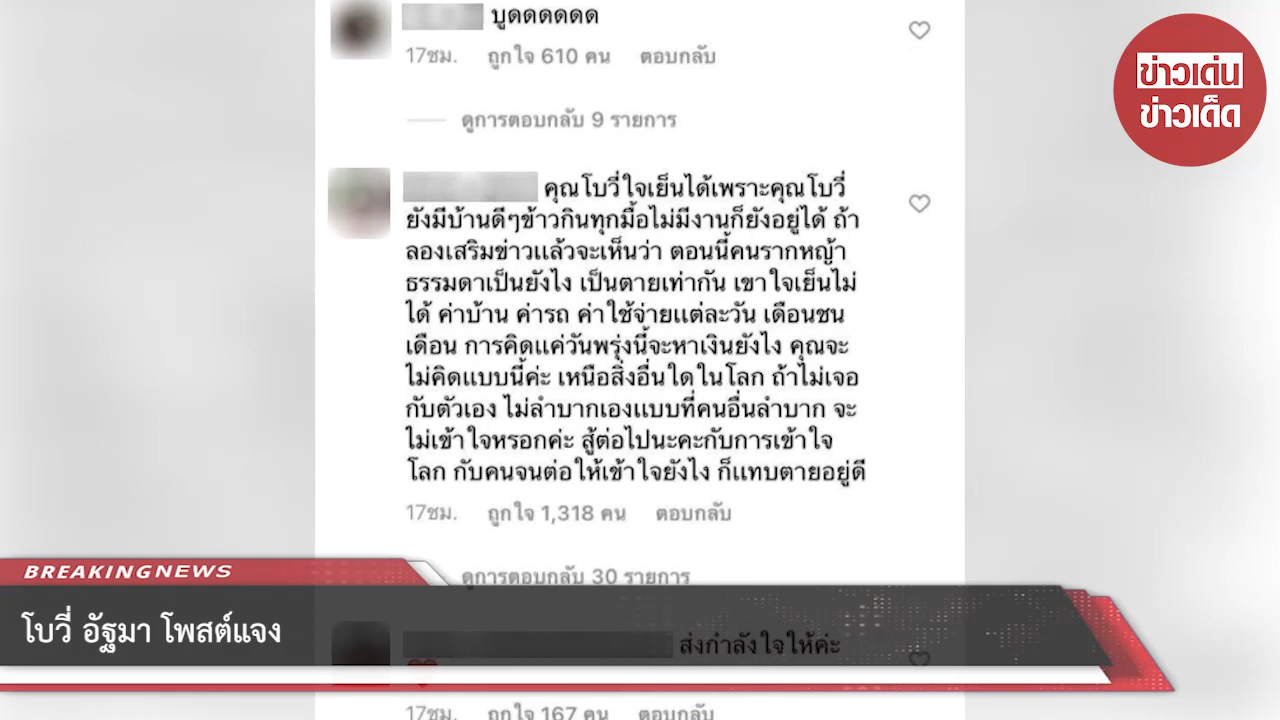 บูดดดดดด
17ชม. ถูกใจ 610 คน ตอบกลับ
ดูการตอบกลับ 9 รายการ
ข่าวเด่น
ข่าวเด็ด
คุณโบวี่ใจเย็นได้เพราะคุณโบวี่
ยังมีบ้านดีๆข้าวกินทุกมื้อไม่มีงานก็ยังอยู่ได้ ถ้า
ลองเสริมข่าวแล้วจะเห็นว่า ตอนนี้คนรากหญ้า
ธรรมดาเป็นยังไง เป็นตายเท่ากัน เขาใจเย็นไม่
ได้ ค่าบ้าน ค่ารถ ค่าใช้จ่ายแต่ละวัน เดือนชน
เดือน การคิดแค่วันพรุ่งนี้จะหาเงินยังไง คุณจะ
ไม่คิดแบบนี้ค่ะ เหนือสิ่งอื่นใดในโลก ถ้าไม่เจอ
กับตัวเอง ไม่ลำบากเองแบบที่คนอื่นลำบาก จะ
ไม่เข้าใจหรอกค่ะ สู้ต่อไปนะคะกับการเข้าใจ
โลก กับคนจนต่อให้เข้าใจยังไง ก็แทบตายอยู่ดี
17ชม. ถูกใจ 1,318 คน ตอบกลับ
ดูการตอบกลับ 30 รายการ
BREAKINGNEWS
โบวี่ อัฐมา โพสต์แจง
ส่งกำลังใจให้ค่ะ
17ชม. ถูกใจ 167 คน ตอบกลับ